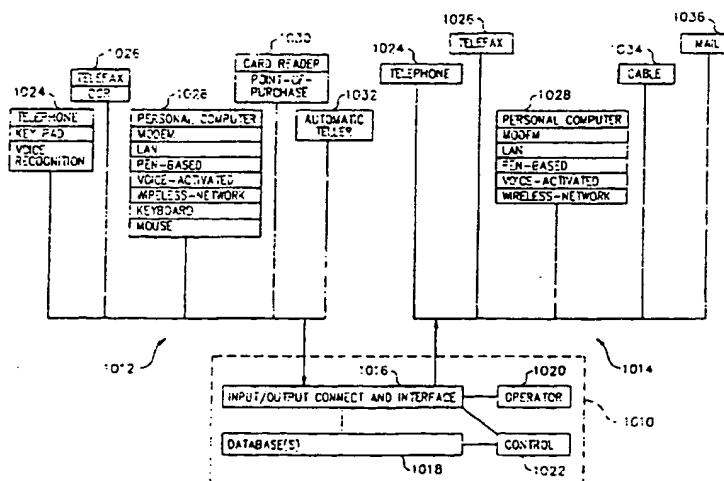 1036
MAIL
1026
TELEFAX
1024
TELEPHONE
1034
CABLE
1030
CARD READER
POINT-OF-
PURCHASE
1026
TELEFAX
OCR
1024
TELEPHONE
KEY PAD
VOICE
RECOGNITION
1028
PERSONAL COMPUTER
MODEM
LAN
PEN-BASED
VOICE-ACTIVATED
WIRELESS-NETWORK
KEYBOARD
MOUSE
1032
AUTOMATIC
TELLER
1028
PERSONAL COMPUTER
MODEM
LAN
PEN-BASED
VOICE-ACTIVATED
WIRELESS-NETWORK
1012
1014
1016
INPUT/OUTPUT CONNECT AND INTERFACE
1020
OPERATOR
1010
DATABASE(S)
1018
CONTROL
1022